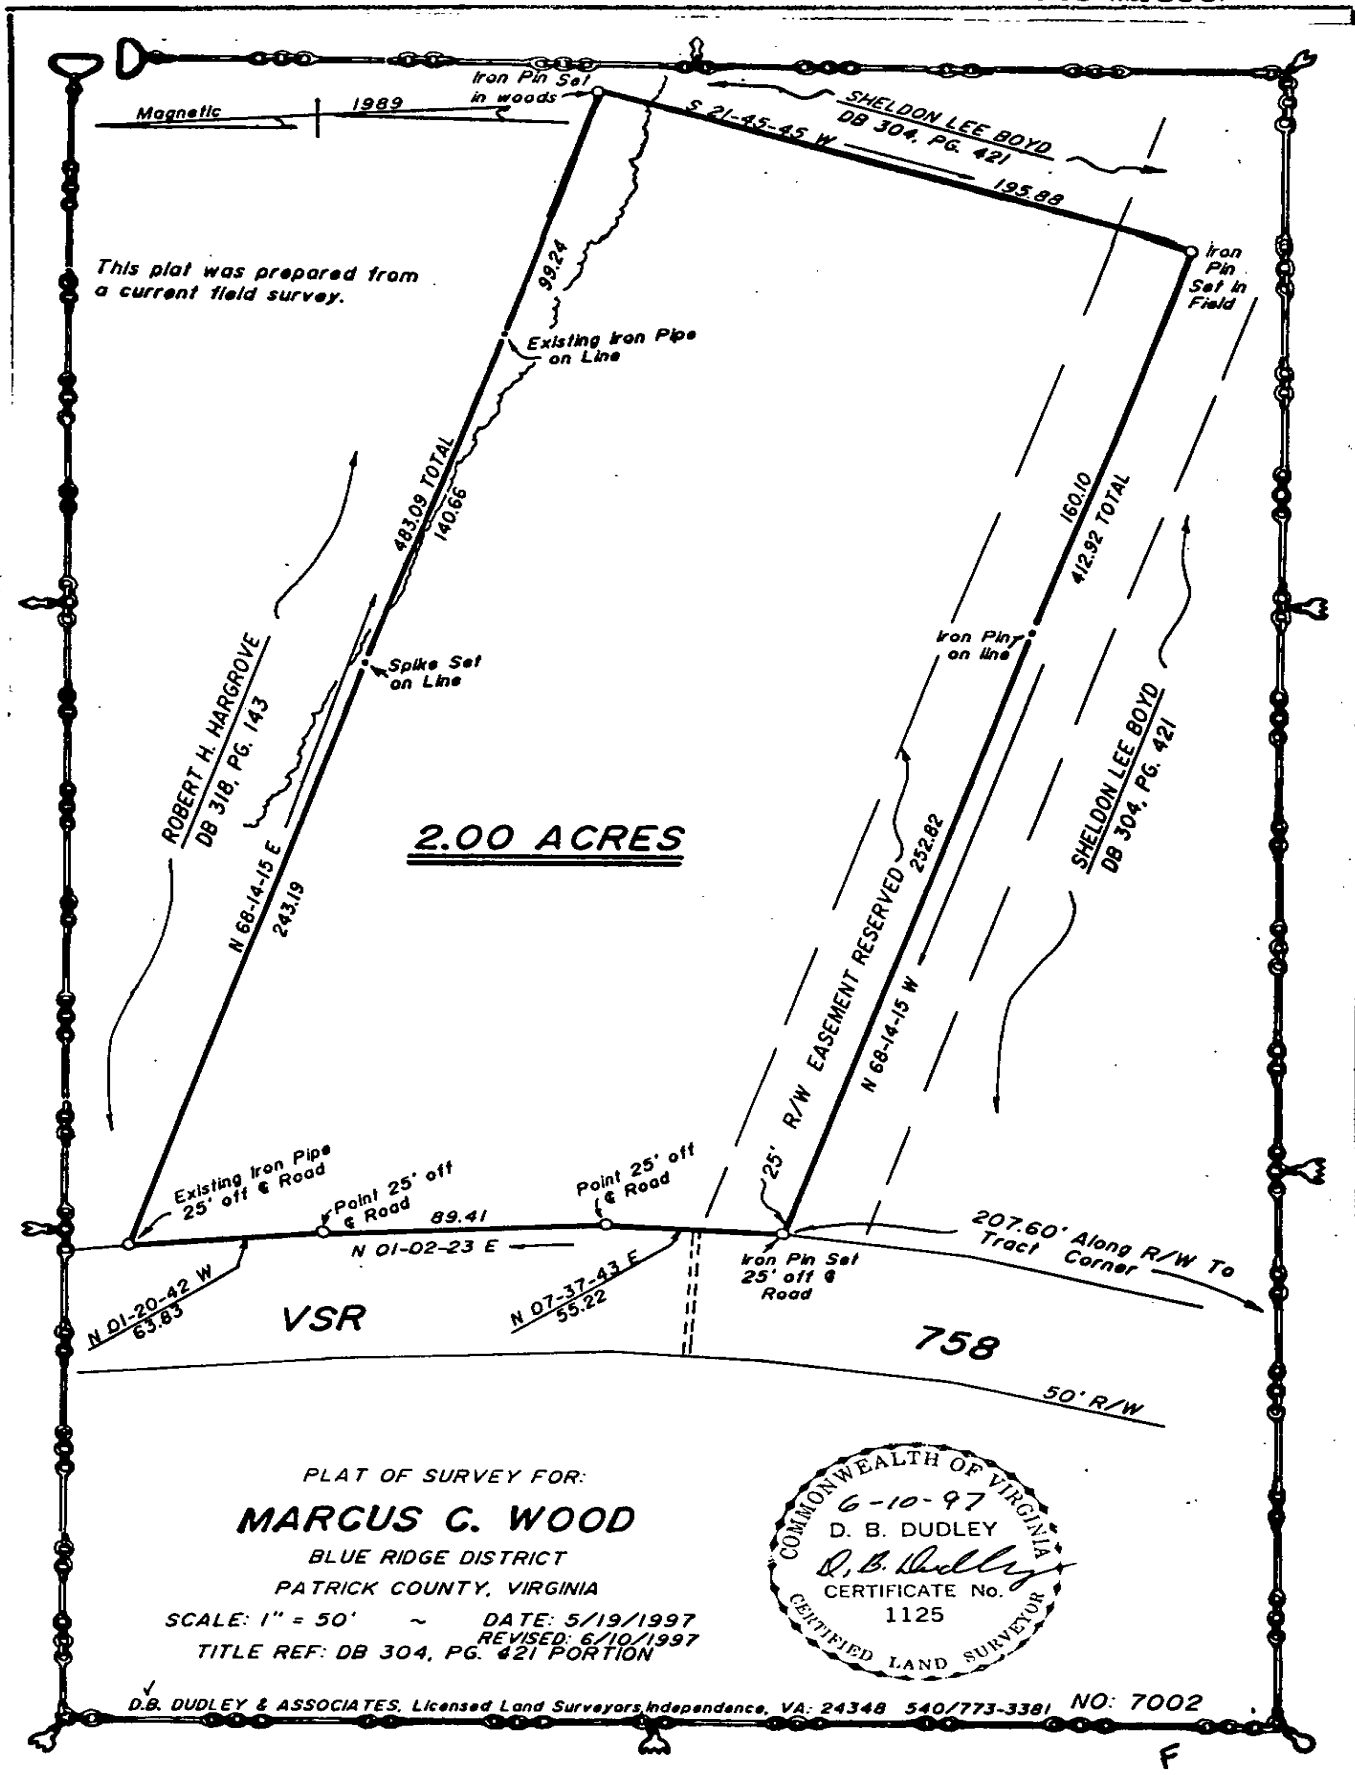 Iron Pin Set
in woods
Magnetic
1989
S 21-45-45 W
195.88
SHELDON LEE BOYD
DB 304, PG. 421
Iron
Pin
Set In
Field
This plat was prepared from
a current field survey.
99.24
Existing Iron Pipe
on Line
483.09 TOTAL
140.66
160.10
412.92 TOTAL
Iron Pin
on line
Spike Set
on Line
ROBERT H. HARGROVE
DB 318, PG. 143
SHELDON LEE BOYD
DB 304, PG. 421
2.00 ACRES
N 68-14-15 E
243.19
252.82
N 68-14-15 W
25' R/W EASEMENT RESERVED
Existing Iron Pipe
25' off ℄ Road
Point 25' off
℄ Road
89.41
N 01-02-23 E
Point 25' off
℄ Road
Iron Pin Set
25' off ℄
Road
207.60' Along R/W To
Tract Corner
N 01-20-42 W
63.83
N 07-37-43 E
55.22
VSR
758
50' R/W
PLAT OF SURVEY FOR:
MARCUS C. WOOD
BLUE RIDGE DISTRICT
PATRICK COUNTY, VIRGINIA
SCALE: 1" = 50' ~ DATE: 5/19/1997
REVISED: 6/10/1997
TITLE REF: DB 304, PG. 421 PORTION
COMMONWEALTH OF VIRGINIA
6-10-97
D. B. DUDLEY
D. B. Dudley
CERTIFICATE No.
1125
CERTIFIED LAND SURVEYOR
D.B. DUDLEY & ASSOCIATES, Licensed Land Surveyors, Independence, VA. 24348 540/773-3381 NO: 7002
F